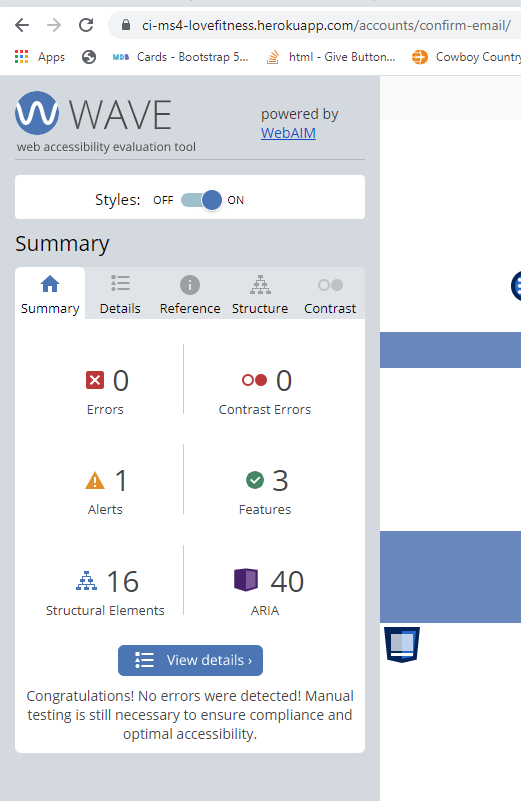 ci-ms4-lovefitness.herokuapp.com/accounts/confirm-email/
Apps
MDB Cards - Bootstrap 5...
html - Give Button...
Cowboy Country
WAVE
web accessibility evaluation tool
powered by
WebAIM
Styles: OFF ON
Summary
Summary Details Reference Structure Contrast
0
Errors
0
Contrast Errors
1
Alerts
3
Features
16
Structural Elements
40
ARIA
View details ›
Congratulations! No errors were detected! Manual
testing is still necessary to ensure compliance and
optimal accessibility.